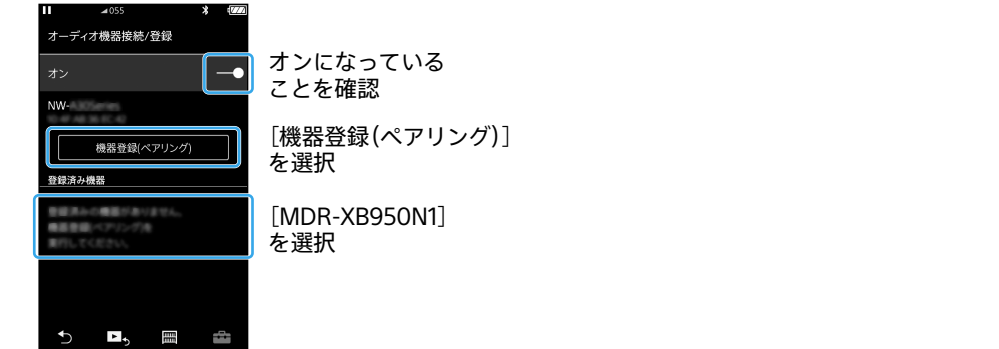 055
オーディオ機器接続/登録
オン
NW-
機器登録(ペアリング)
登録済み機器
オンになっている
ことを確認
[機器登録(ペアリング)]
を選択
[MDR-XB950N1]
を選択